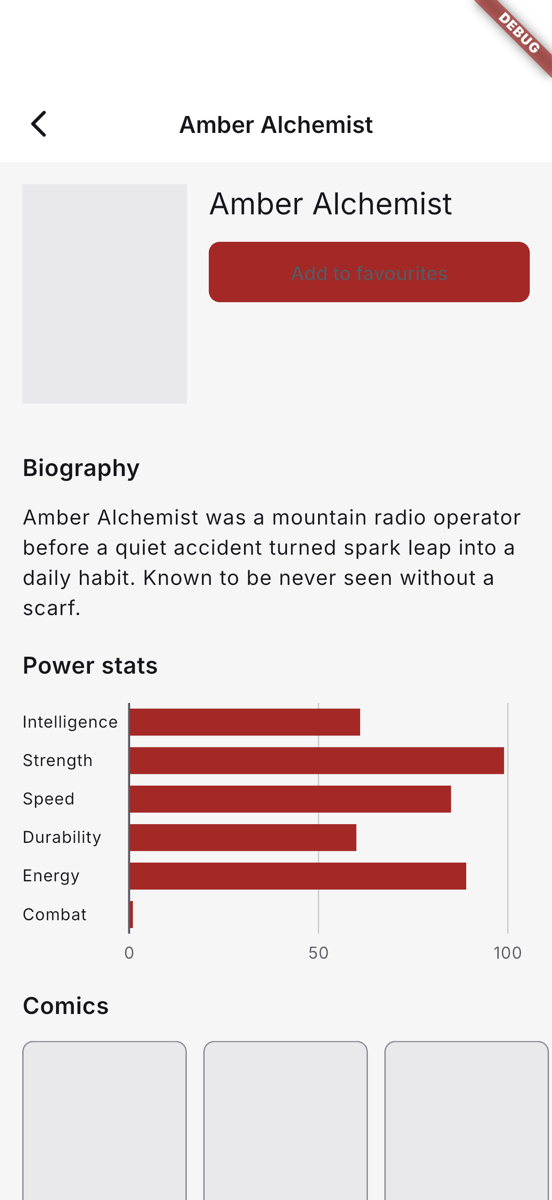 DEBUG
Amber Alchemist
Amber Alchemist
Add to favourites
Biography
Amber Alchemist was a mountain radio operator
before a quiet accident turned spark leap into a
daily habit. Known to be never seen without a
scarf.
Power stats
Intelligence
Strength
Speed
Durability
Energy
Combat
0 50 100
Comics